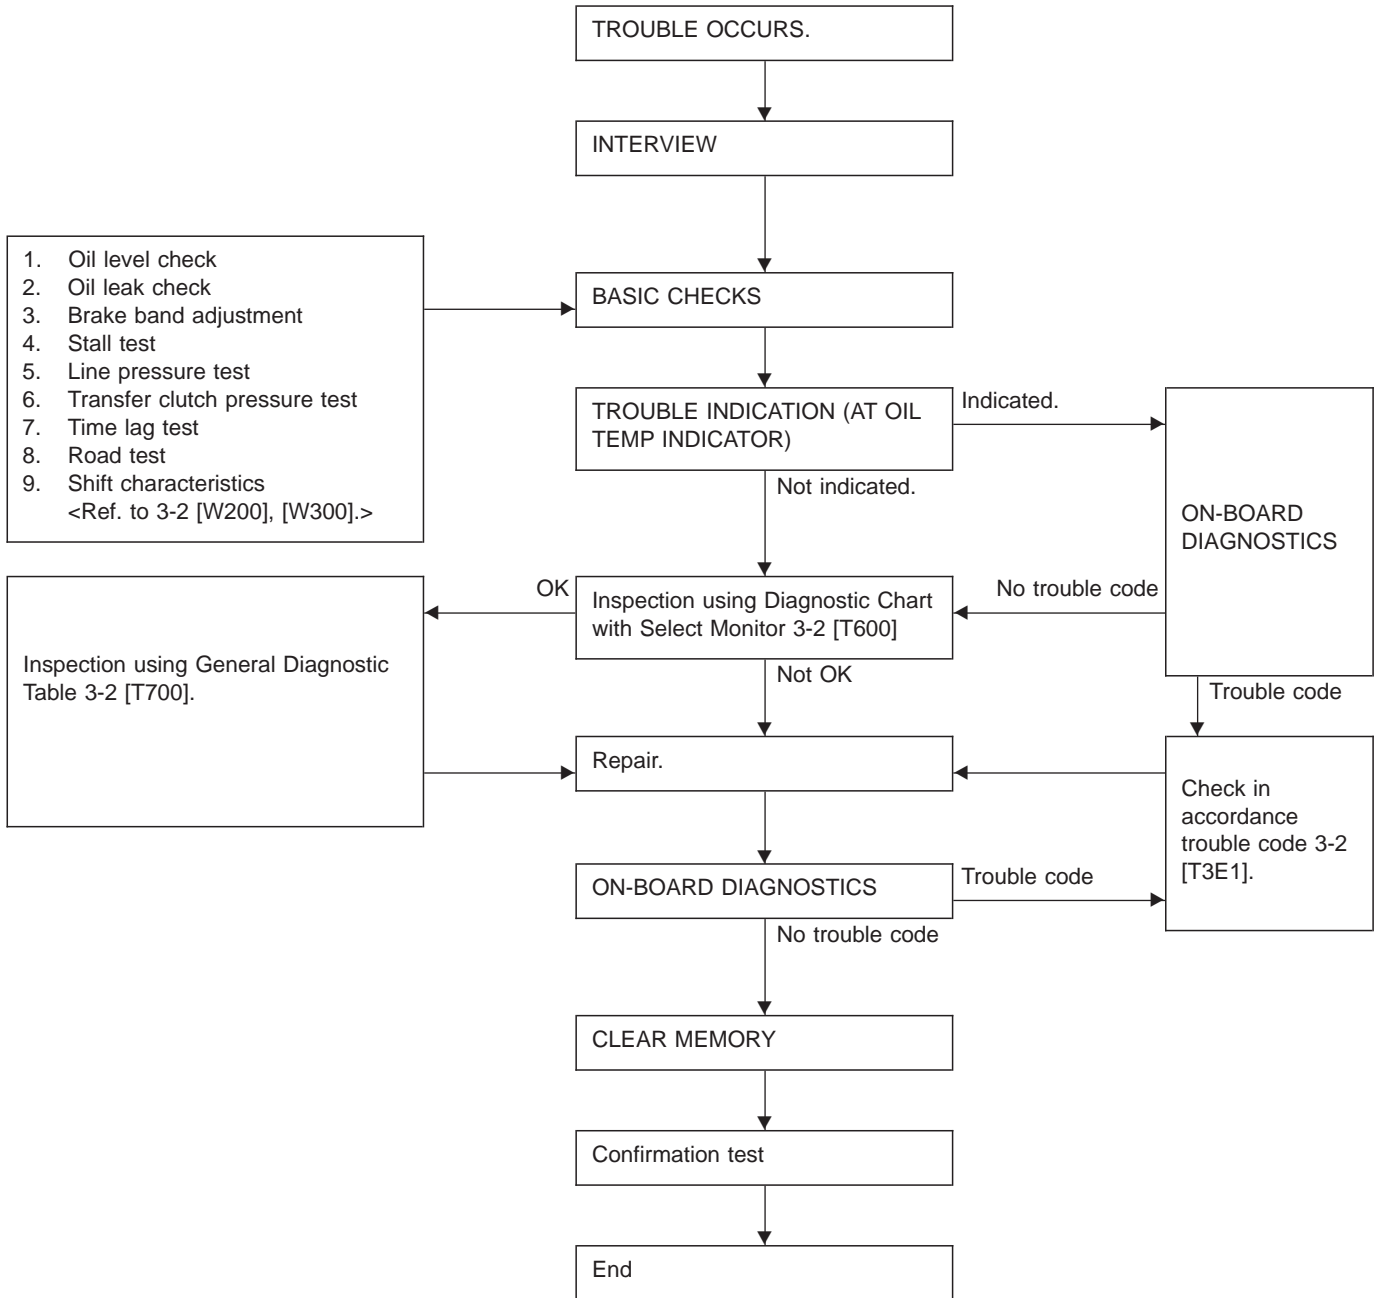 TROUBLE OCCURS.
INTERVIEW
1. Oil level check
2. Oil leak check
3. Brake band adjustment
4. Stall test
5. Line pressure test
6. Transfer clutch pressure test
7. Time lag test
8. Road test
9. Shift characteristics
<Ref. to 3-2 [W200], [W300].>
BASIC CHECKS
TROUBLE INDICATION (AT OIL
TEMP INDICATOR)
Indicated.
Not indicated.
ON-BOARD
DIAGNOSTICS
No trouble code
Trouble code
Inspection using Diagnostic Chart
with Select Monitor 3-2 [T600]
OK
Not OK
Inspection using General Diagnostic
Table 3-2 [T700].
Repair.
Check in
accordance
trouble code 3-2
[T3E1].
ON-BOARD DIAGNOSTICS
Trouble code
No trouble code
CLEAR MEMORY
Confirmation test
End